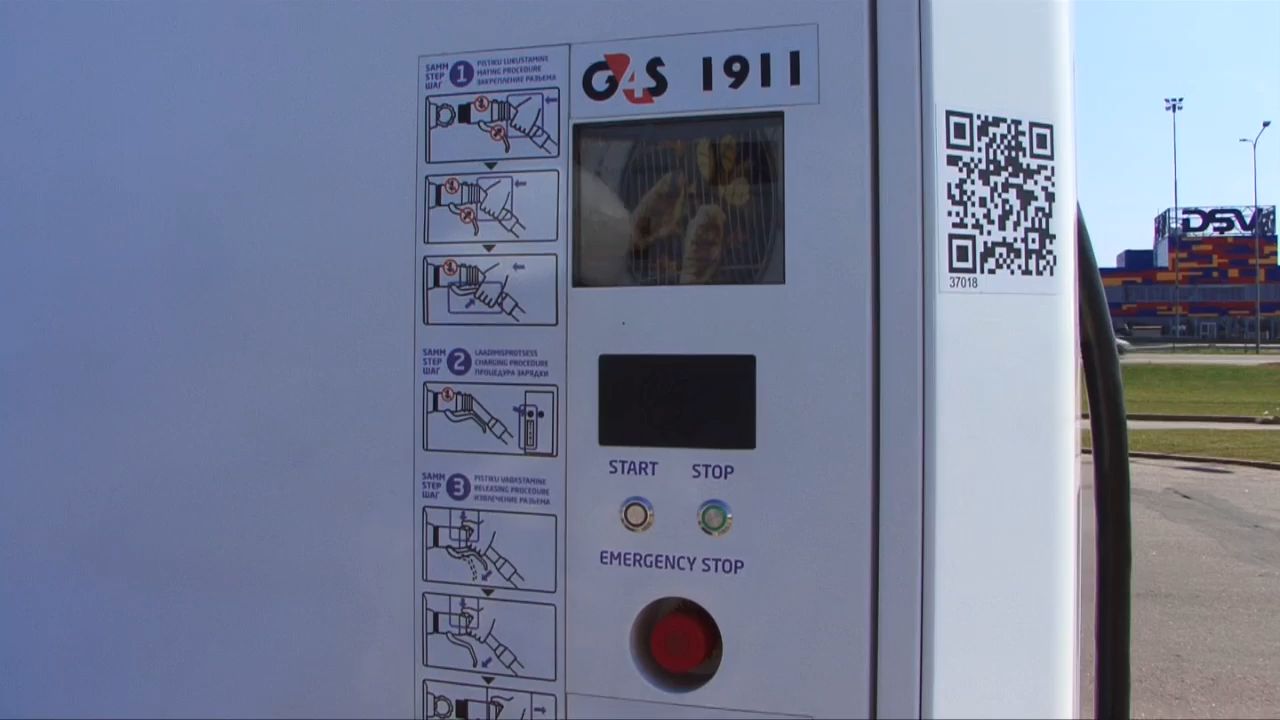 SAMM
STEP
ШАГ
1
PISTIKU LUKUSTAMINE
MATING PROCEDURE
ЗАКРЕПЛЕНИЕ РАЗЪЕМА
G4S 1911
SAMM
STEP
ШАГ
2
LAADIMISPROTSESS
CHARGING PROCEDURE
ПРОЦЕДУРА ЗАРЯДКИ
SAMM
STEP
ШАГ
3
PISTIKU VABASTAMINE
RELEASING PROCEDURE
ИЗВЛЕЧЕНИЕ РАЗЪЕМА
START STOP
EMERGENCY STOP
37018
DSV